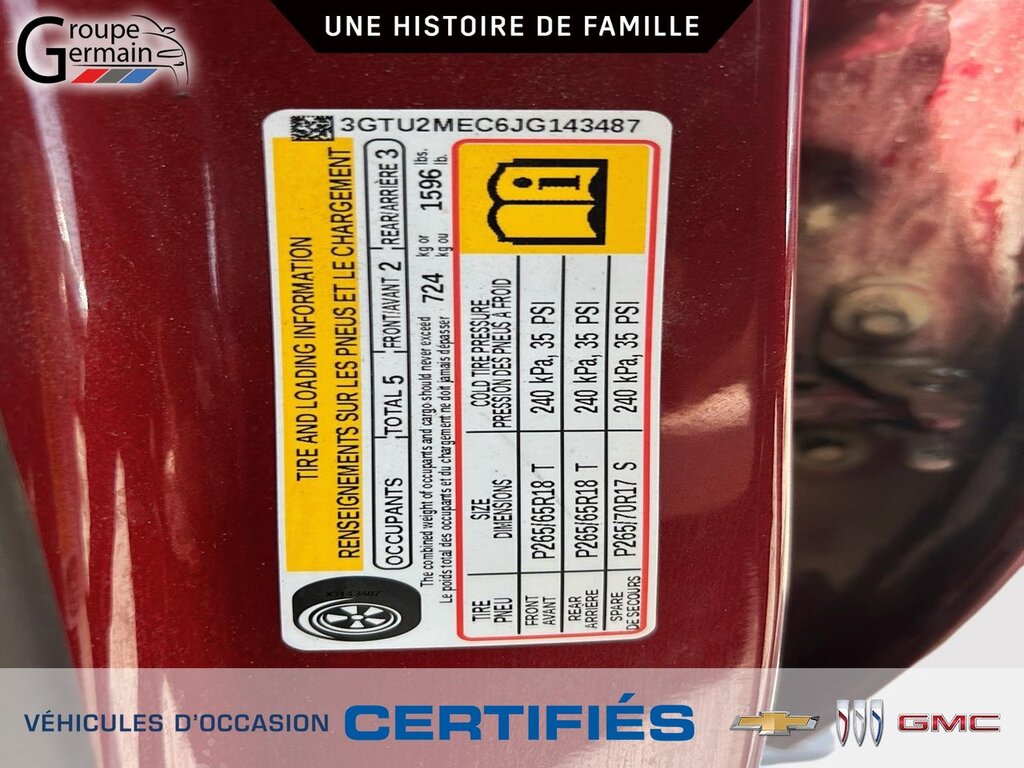 Groupe
Germain
UNE HISTOIRE DE FAMILLE
3GTU2MEC6JG143487
TIRE AND LOADING INFORMATION
RENSEIGNEMENTS SUR LES PNEUS ET LE CHARGEMENT
OCCUPANTS TOTAL 5 FRONT/AVANT 2 REAR/ARRIÈRE 3
The combined weight of occupants and cargo should never exceed 724 kg or 1596 lbs.
Le poids total des occupants et du chargement ne doit jamais dépasser kg ou lb.
TIRE SIZE COLD TIRE PRESSURE
PNEU DIMENSIONS PRESSION DES PNEUS À FROID
FRONT
AVANT P265/65R18 T 240 kPa, 35 PSI
REAR
ARRIÈRE P265/65R18 T 240 kPa, 35 PSI
SPARE
DE SECOURS P265/70R17 S 240 kPa, 35 PSI
VÉHICULES D'OCCASION CERTIFIÉS
GMC